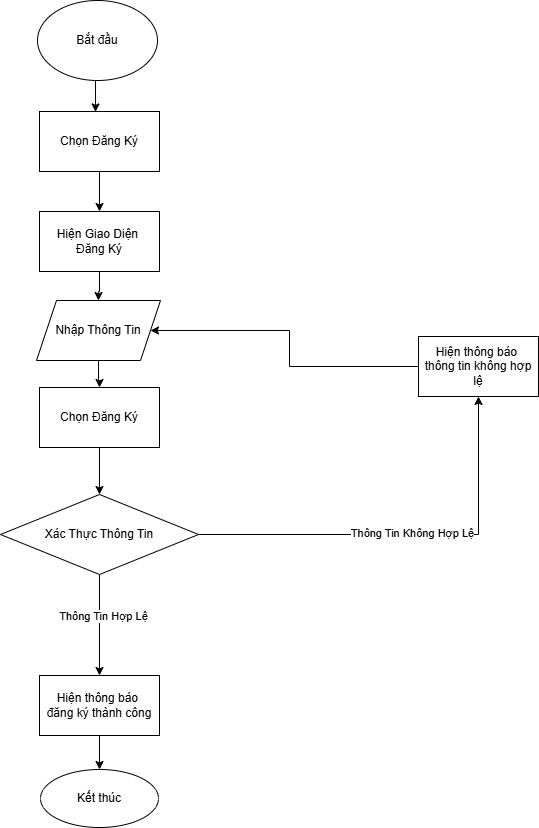 Bắt đầu
Chọn Đăng Ký
Hiện Giao Diện
Đăng Ký
Nhập Thông Tin
Hiện thông báo
thông tin không hợp
lệ
Chọn Đăng Ký
Xác Thực Thông Tin
Thông Tin Không Hợp Lệ
Thông Tin Hợp Lệ
Hiện thông báo
đăng ký thành công
Kết thúc